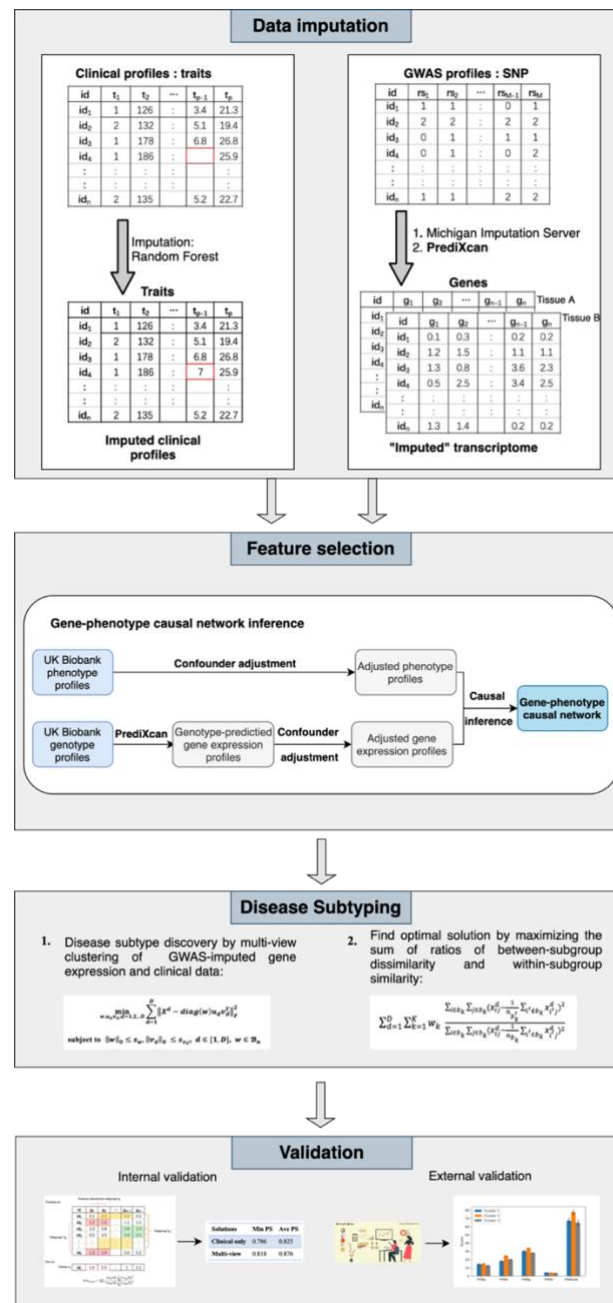 Data imputation
Clinical profiles : traits
id t1 t2 ... tp-1 tp
id1 1 126 : 3.4 21.3
id2 2 132 : 5.1 19.4
id3 1 178 : 6.8 26.8
id4 1 186 : 25.9
: : : : :
: : : : :
idn 2 135 5.2 22.7
Imputation:
Random Forest
Traits
id t1 t2 ... tp-1 tp
id1 1 126 : 3.4 21.3
id2 2 132 : 5.1 19.4
id3 1 178 : 6.8 26.8
id4 1 186 : 7 25.9
: : : : :
: : : : :
idn 2 135 5.2 22.7
Imputed clinical
profiles
GWAS profiles : SNP
id rs1 rs2 ... rsM-1 rsM
id1 1 1 : 0 1
id2 2 2 : 2 2
id3 0 1 : 1 1
id4 0 1 : 0 2
: : : : :
: : : : :
idn 1 1 2 2
1. Michigan Imputation Server
2. PrediXcan
Genes
id g1 g2 ... gn-1 gn Tissue A
id1
id2
id3
id4
:
idn
id g1 g2 ... gn-1 gn Tissue B
id1 0.1 0.3 : 0.2 0.2
id2 1.2 1.5 : 1.1 1.1
id3 1.3 0.8 : 3.6 2.3
id4 0.5 2.5 : 3.4 2.5
: : : : :
: : : : :
idn 1.3 1.4 0.2 0.2
"Imputed" transcriptome
Feature selection
Gene-phenotype causal network inference
UK Biobank
phenotype
profiles
Confounder adjustment
Adjusted phenotype
profiles
UK Biobank
genotype
profiles
PrediXcan
Genotype-predictied
gene expression
profiles
Confounder
adjustment
Adjusted gene
expression profiles
Causal
inference
Gene-phenotype
causal network
Disease Subtyping
1. Disease subtype discovery by multi-view
clustering of GWAS-imputed gene
expression and clinical data:
2. Find optimal solution by maximizing the
sum of ratios of between-subgroup
dissimilarity and within-subgroup
similarity:
Validation
Internal validation
Solutions Min PS Ave PS
Clinical only 0.786 0.825
Multi-view 0.818 0.876
External validation